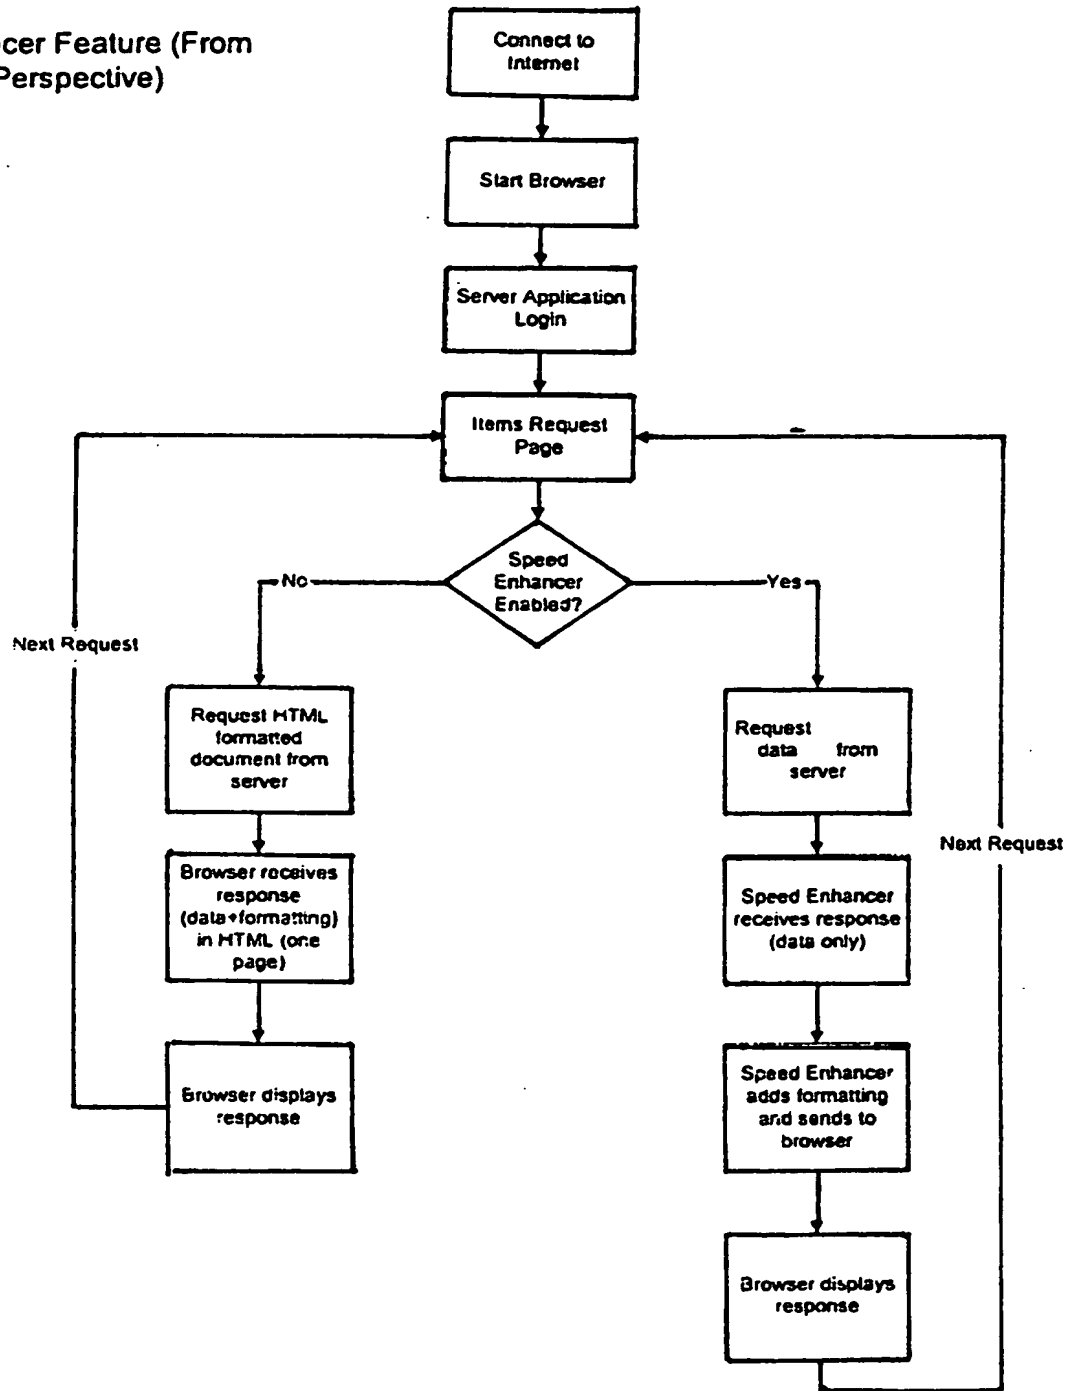 cer Feature (From
Perspective)
Connect to
Internet
Start Browser
Server Application
Login
Items Request
Page
Speed
Enhancer
Enabled?
No
Yes
Next Request
Request HTML
formatted
document from
server
Browser receives
response
(data+formatting)
in HTML (one
page)
Browser displays
response
Request
data from
server
Next Request
Speed Enhancer
receives response
(data only)
Speed Enhancer
adds formatting
and sends to
browser
Browser displays
response